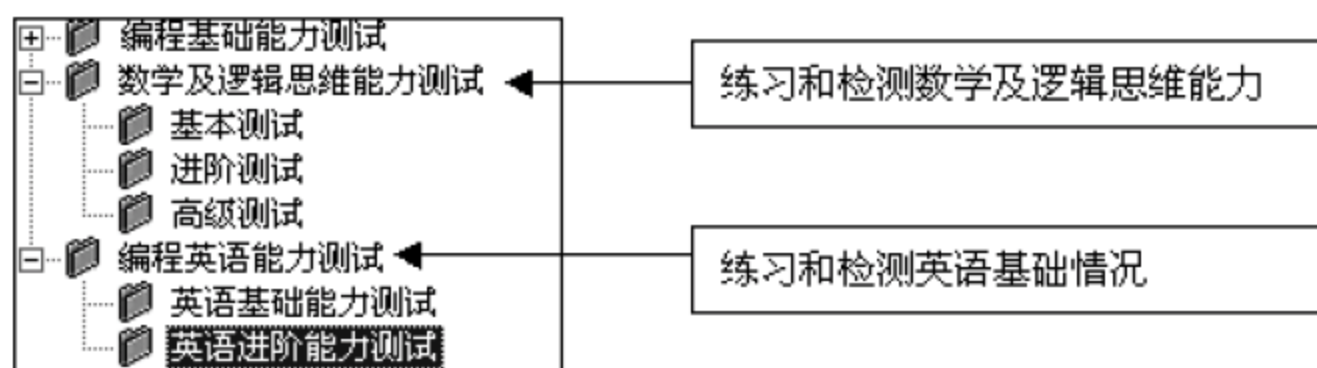 编程基础能力测试
数学及逻辑思维能力测试
练习和检测数学及逻辑思维能力
基本测试
进阶测试
高级测试
编程英语能力测试
练习和检测英语基础情况
英语基础能力测试
英语进阶能力测试